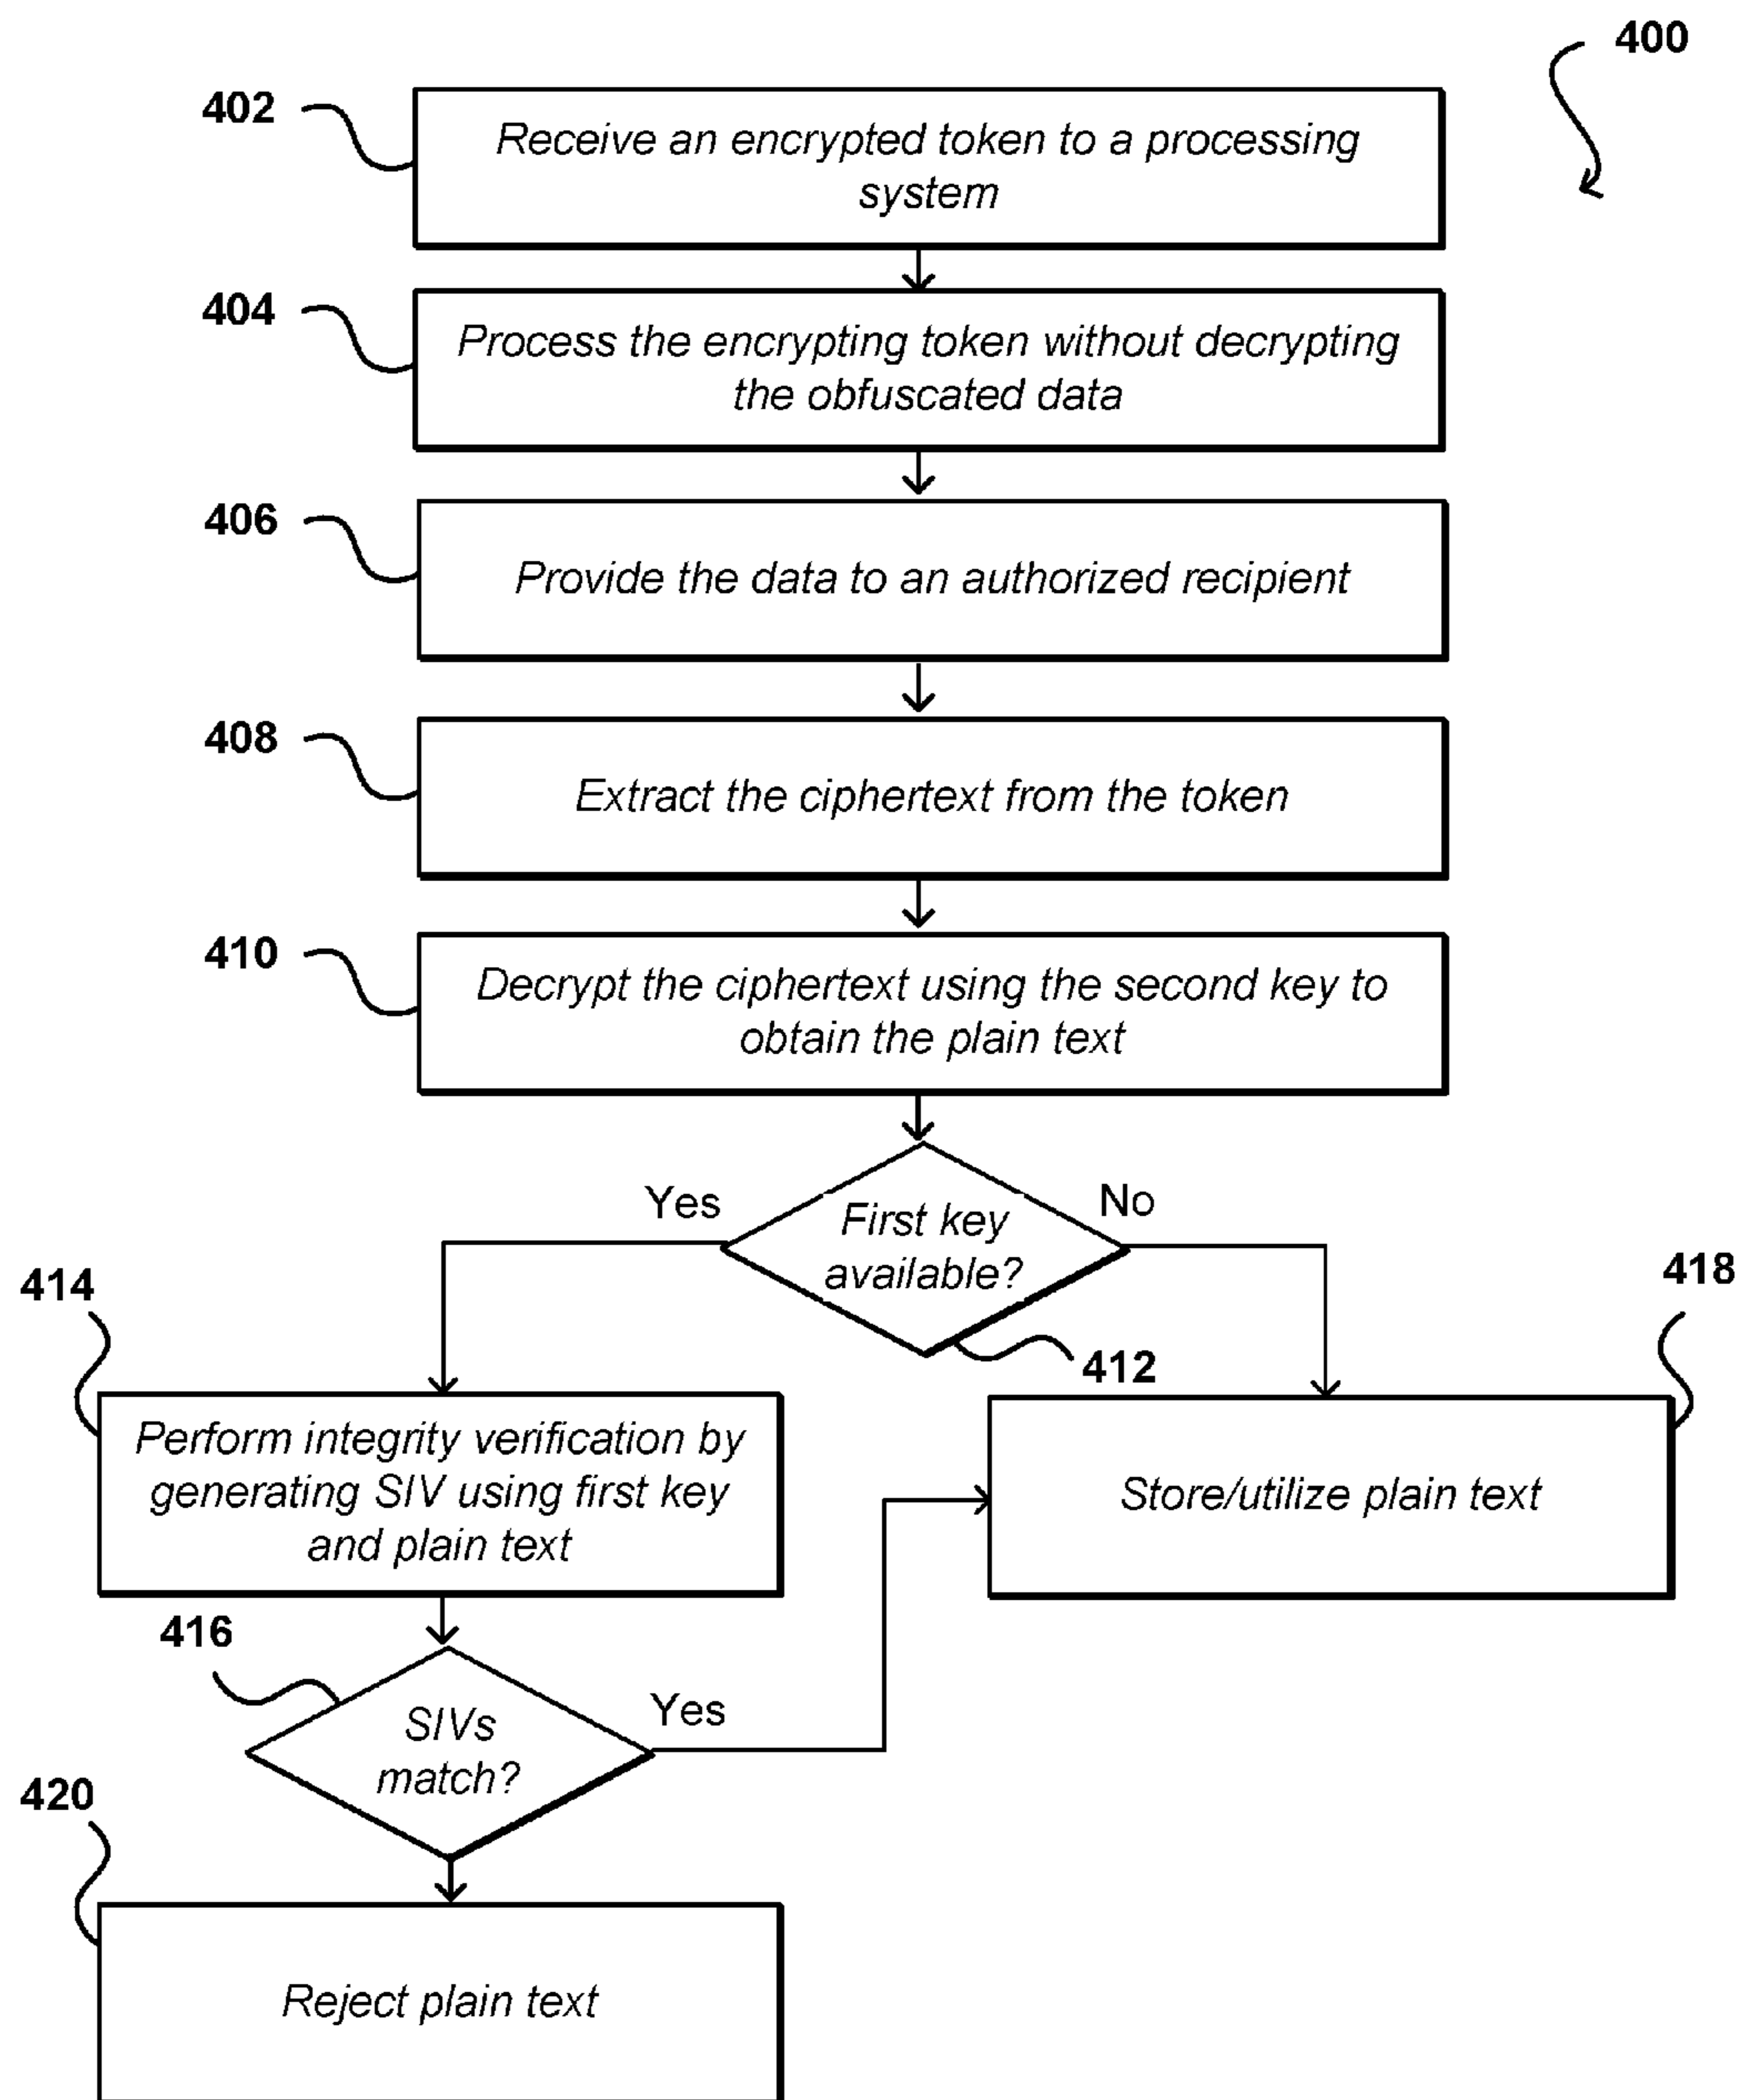 400
402
Receive an encrypted token to a processing
system
404
Process the encrypting token without decrypting
the obfuscated data
406
Provide the data to an authorized recipient
408
Extract the ciphertext from the token
410
Decrypt the ciphertext using the second key to
obtain the plain text
Yes
No
First key
available?
412
414
418
Perform integrity verification by
generating SIV using first key
and plain text
Store/utilize plain text
416
SIVs
match?
Yes
420
Reject plain text